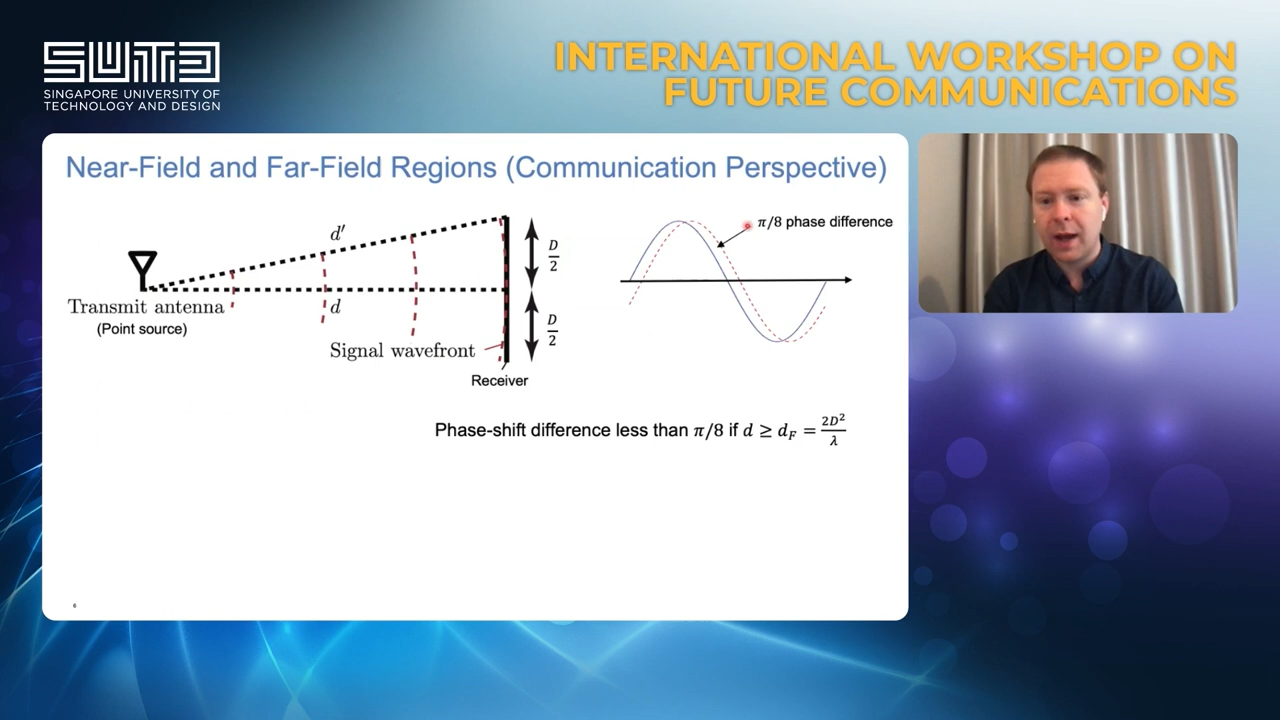 SUTD
SINGAPORE UNIVERSITY OF
TECHNOLOGY AND DESIGN
INTERNATIONAL WORKSHOP ON
FUTURE COMMUNICATIONS
Near-Field and Far-Field Regions (Communication Perspective)
d′
d
Transmit antenna
(Point source)
D/2
D/2
Signal wavefront
Receiver
π/8 phase difference
Phase-shift difference less than π/8 if d ≥ d_F = 2D²/λ
6